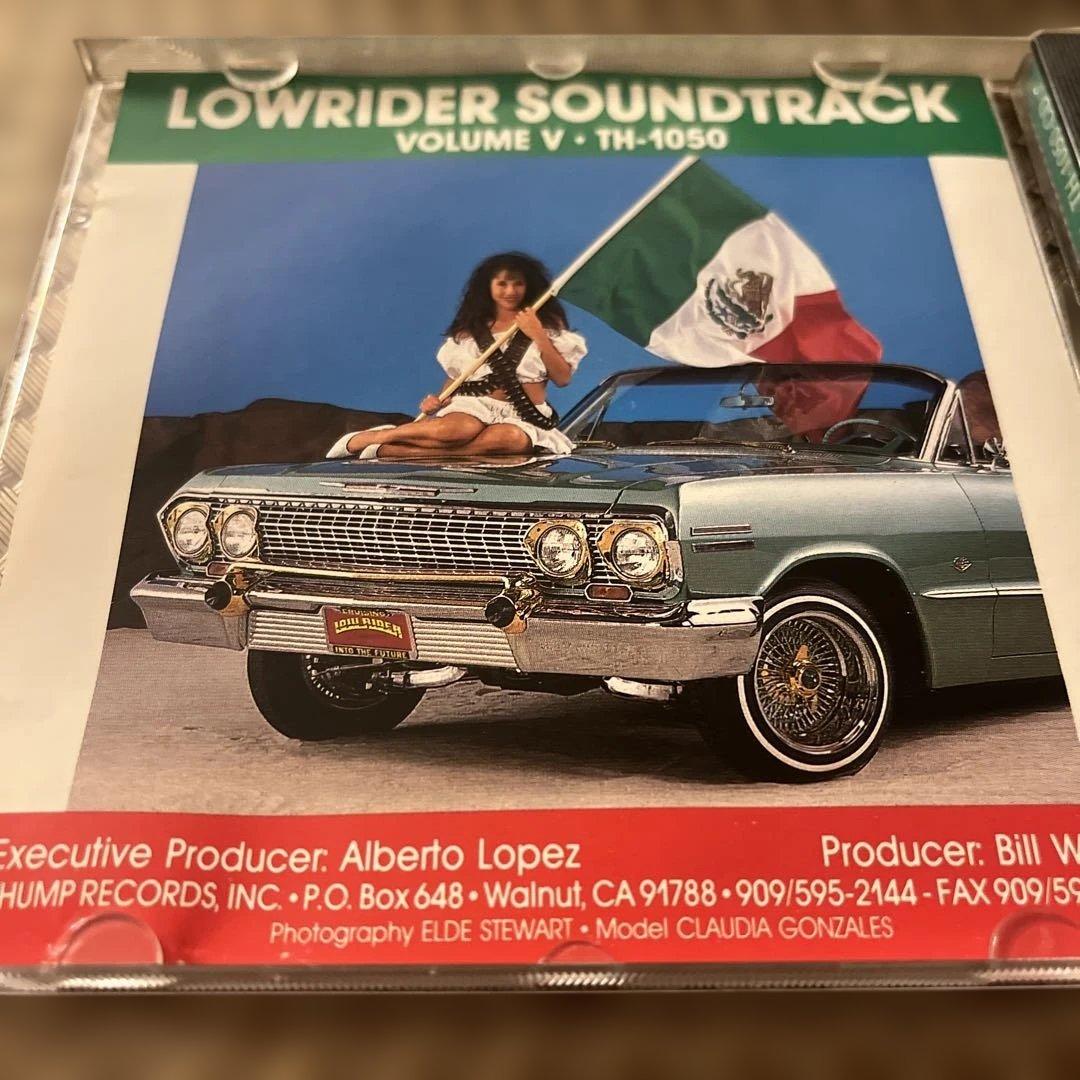 LOWRIDER SOUNDTRACK
VOLUME V • TH-1050
CRUISING
LOWRIDER
INTO THE FUTURE
Executive Producer: Alberto Lopez
Producer: Bill W
HUMP RECORDS, INC. • P.O. Box 648 • Walnut, CA 91788 • 909/595-2144 - FAX 909/59
Photography ELDE STEWART • Model CLAUDIA GONZALES